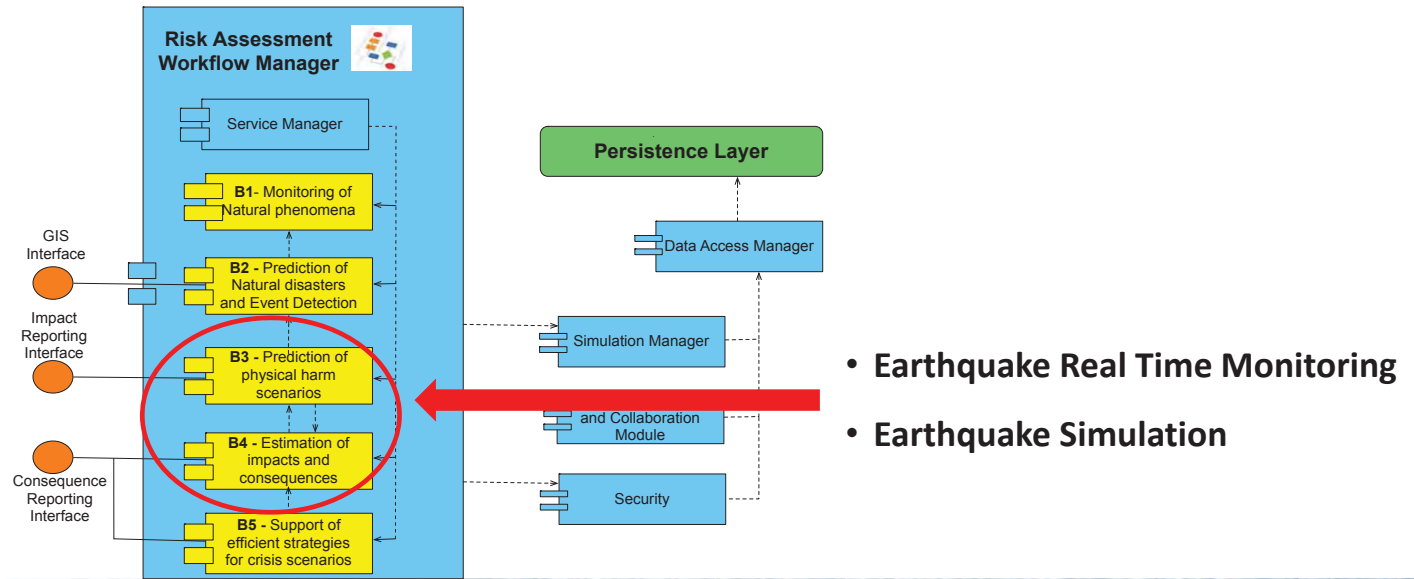 Risk Assessment
Workflow Manager
Service Manager
B1- Monitoring of
Natural phenomena
GIS
Interface
B2 - Prediction of
Natural disasters
and Event Detection
Impact
Reporting
Interface
B3 - Prediction of
physical harm
scenarios
B4 - Estimation of
impacts and
consequences
Consequence
Reporting
Interface
B5 - Support of
efficient strategies
for crisis scenarios
Persistence Layer
Data Access Manager
Simulation Manager
and Collaboration
Module
Security
• Earthquake Real Time Monitoring
• Earthquake Simulation